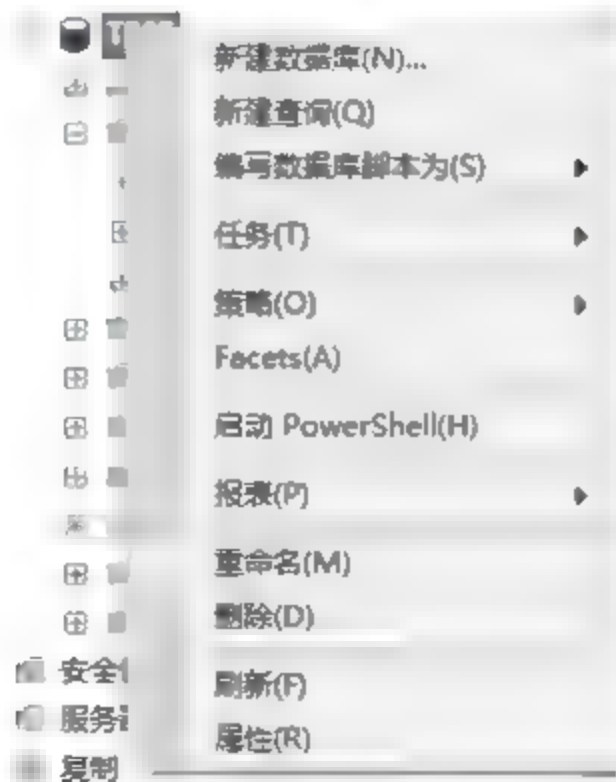 新建数据库(N)...
新建查询(Q)
编写数据库脚本为(S)
任务(T)
策略(O)
Facets(A)
启动 PowerShell(H)
报表(P)
重命名(M)
删除(D)
刷新(F)
属性(R)
安全
服务
复制